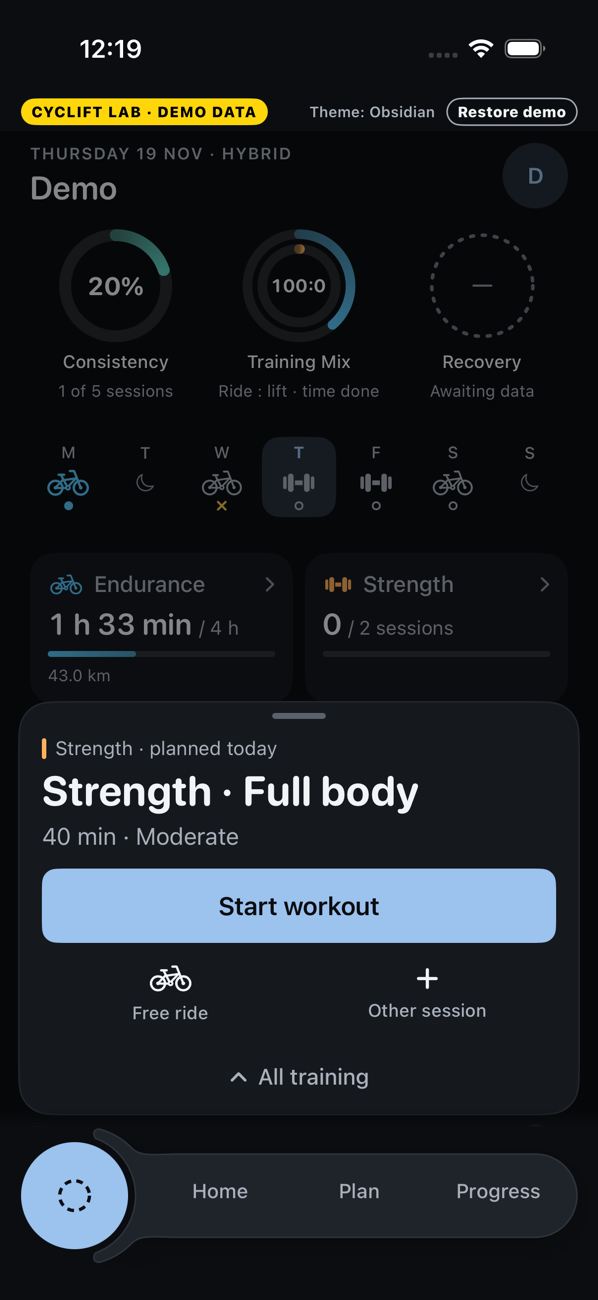 12:19
CYCLIFT LAB · DEMO DATA
Theme: Obsidian
Restore demo
THURSDAY 19 NOV · HYBRID
Demo
D
20%
100:0
—
Consistency
Training Mix
Recovery
1 of 5 sessions
Ride : lift · time done
Awaiting data
M T W T F S S
Endurance
1 h 33 min / 4 h
43.0 km
Strength
0 / 2 sessions
Strength · planned today
Strength · Full body
40 min · Moderate
Start workout
Free ride
Other session
All training
Home
Plan
Progress